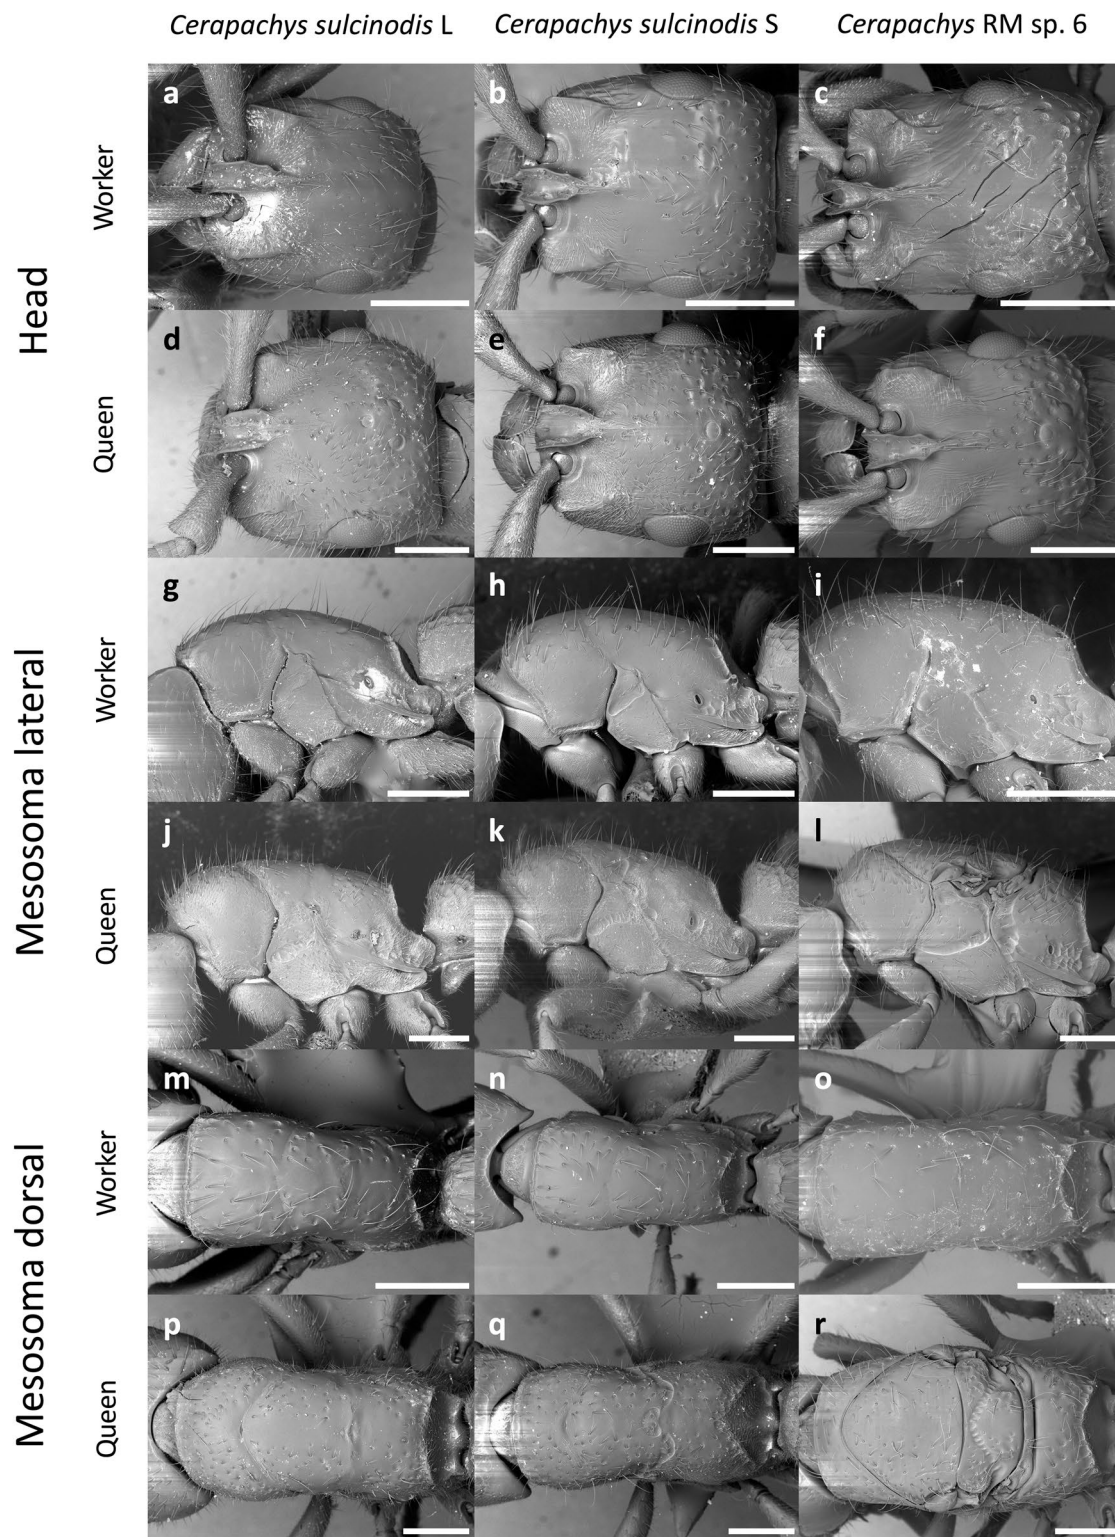 Cerapachys sulcinodis L
Cerapachys sulcinodis S
Cerapachys RM sp. 6
Head
Worker
a
b
c
Queen
d
e
f
Mesosoma lateral
Worker
g
h
i
Queen
j
k
l
Mesosoma dorsal
Worker
m
n
o
Queen
p
q
r